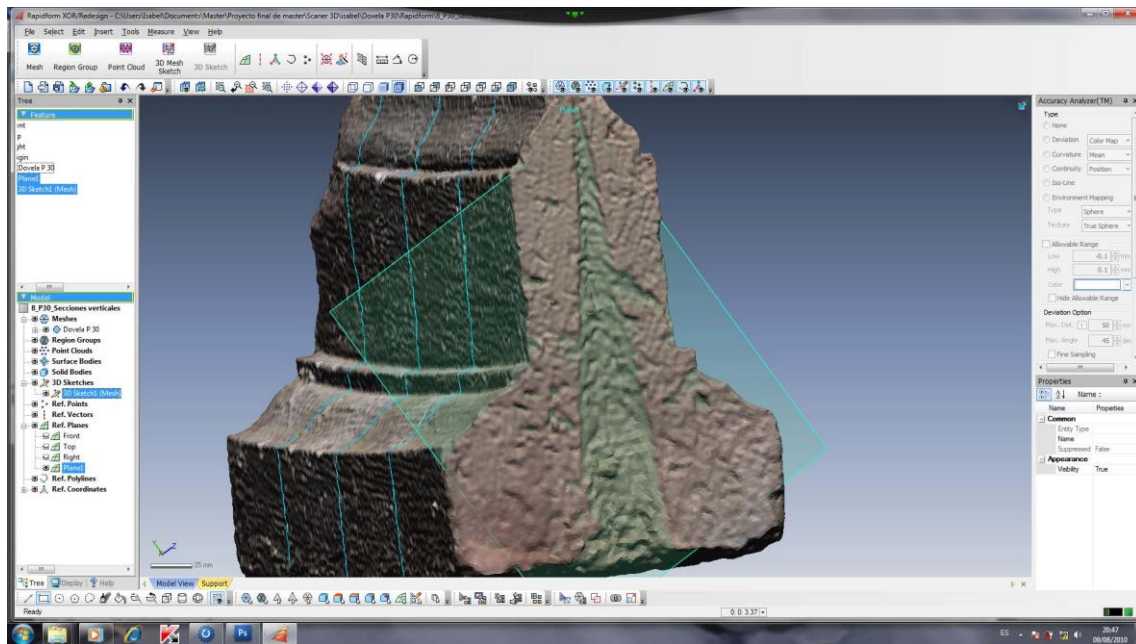 Rapidform XOR/Redesign - C:\Users\Isabel\Documents\Master\Proyecto final de master\Scaner 3D\isabel\Dovela P30\Rapidform\8_P30_Secciones
File Select Edit Insert Tools Measure View Help
Mesh Region Group Point Cloud 3D Mesh Sketch 3D Sketch
Tree
Feature
Dovela P 30
Plane1
3D Sketch1 (Mesh)
Model
8_P30_Secciones verticales
Meshes
Dovela P 30
Region Groups
Point Clouds
Surface Bodies
Solid Bodies
3D Sketches
3D Sketch1 (Mesh)
Ref. Points
Ref. Vectors
Ref. Planes
Front
Top
Right
Plane1
Ref. Polylines
Ref. Coordinates
Tree Display Help
Plane1
25 mm
Model View Support
Accuracy Analyzer(TM)
Type
None
Deviation Color Map
Curvature Mean
Continuity Position
Iso-Line
Environment Mapping
Type Sphere
Texture True Sphere
Allowable Range
Low -0.1 mm
High 0.1 mm
Color
Hide Allowable Range
Deviation Option
Max. Dist. 50 mm
Max. Angle 45
Fine Sampling
Properties
Name :
Name Properties
Common
Entity Type
Name
Suppressed False
Appearance
Visibility True
Ready
0: 0: 3.37
ES 20:47
09/08/2010